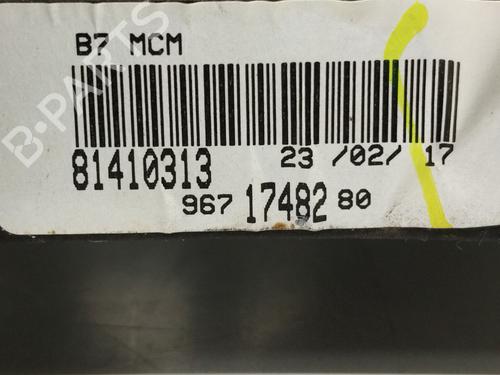 B7 MCM
81410313 23 /02/ 17
967 17482 80
B-PARTS